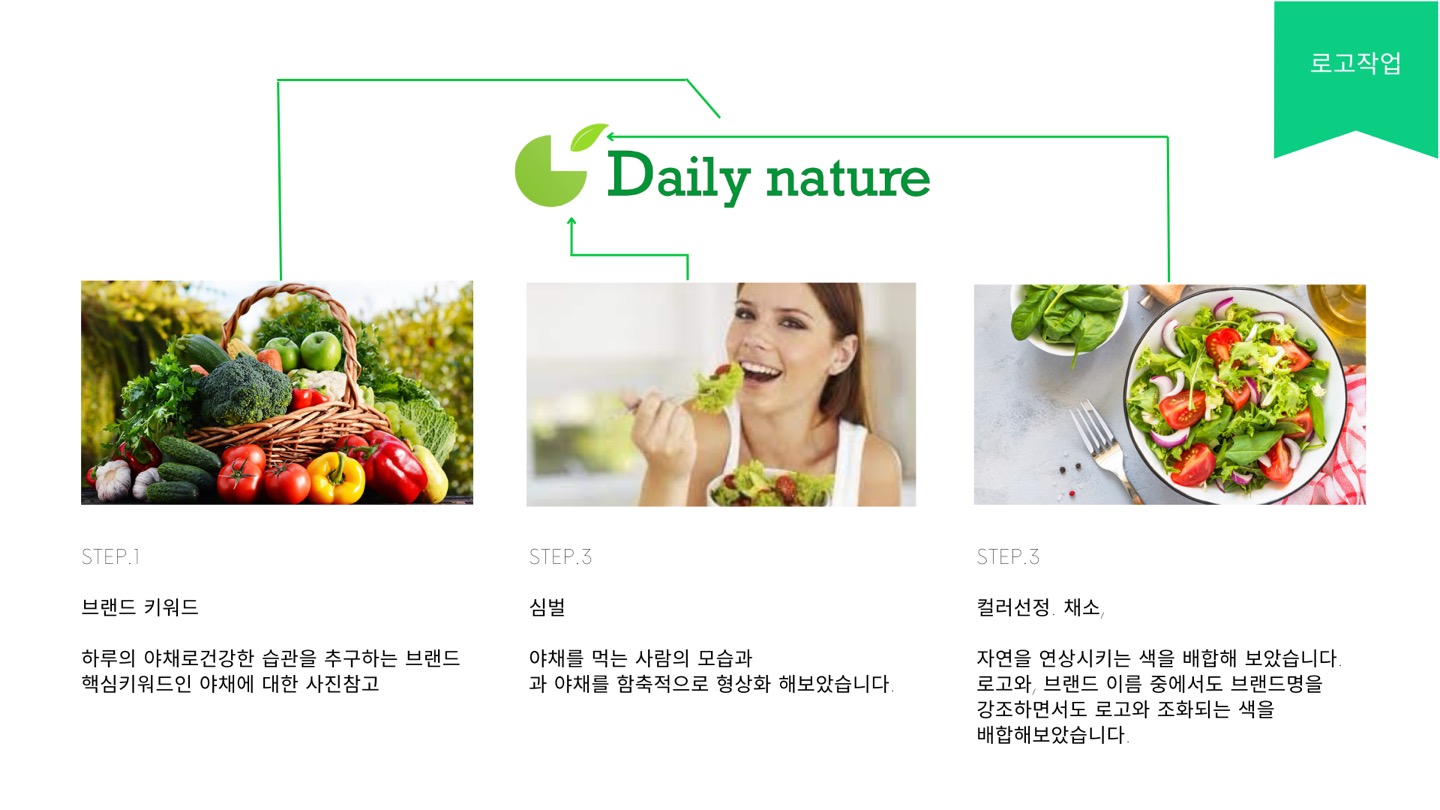 로고작업
Daily nature
STEP.1
브랜드 키워드
하루의 야채로건강한 습관을 추구하는 브랜드
핵심키워드인 야채에 대한 사진참고
STEP.3
심벌
야채를 먹는 사람의 모습과
과 야채를 함축적으로 형상화 해보았습니다.
STEP.3
컬러선정. 채소,
자연을 연상시키는 색을 배합해 보았습니다.
로고와, 브랜드 이름 중에서도 브랜드명을
강조하면서도 로고와 조화되는 색을
배합해보았습니다.